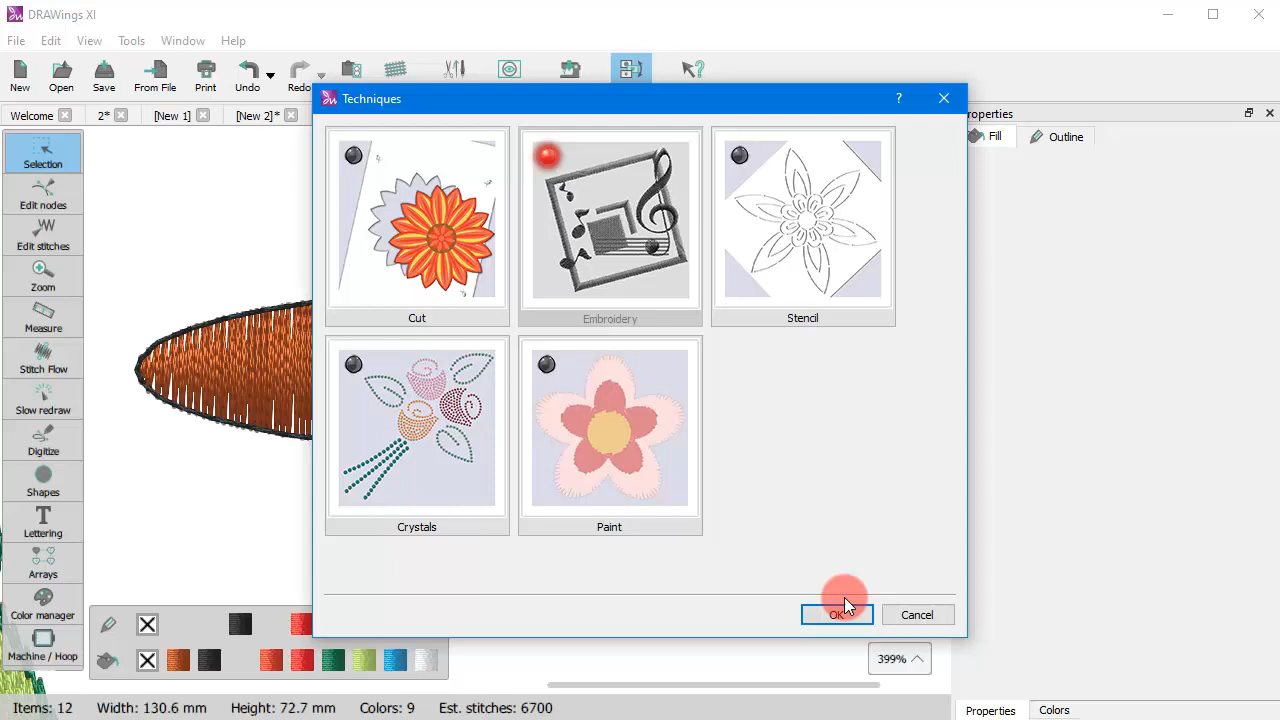 DRAWings XI
File Edit View Tools Window Help
New Open Save From File Print Undo Redo
Techniques ?
Welcome 2* [New 1] [New 2]* roperties
Fill Outline
Selection
Edit nodes
Edit stitches
Zoom
Measure
Stitch Flow
Slow redraw
Digitize
Shapes
Lettering
Arrays
Color manager
Machine / Hoop
Cut Embroidery Stencil
Crystals Paint
OK Cancel
399%
Items: 12 Width: 130.6 mm Height: 72.7 mm Colors: 9 Est. stitches: 6700
Properties Colors